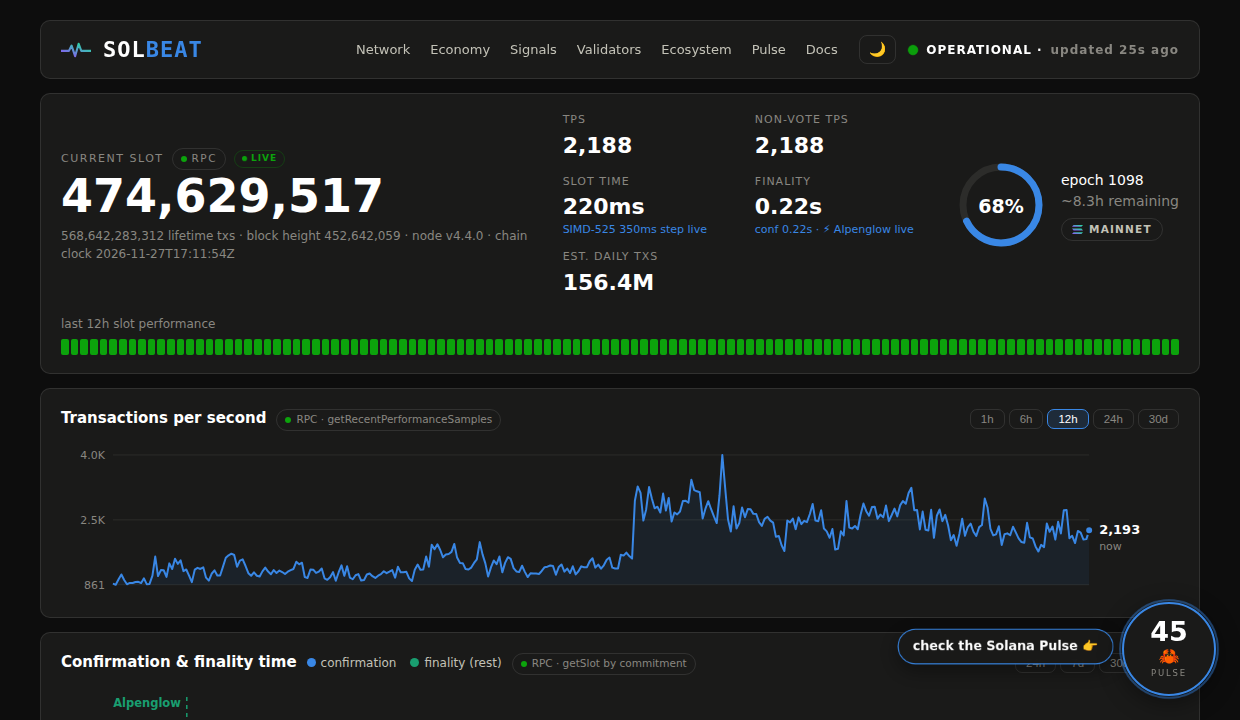 SOLBEAT
Network Economy Signals Validators Ecosystem Pulse Docs
OPERATIONAL · updated 25s ago
CURRENT SLOT RPC LIVE
474,629,517
568,642,283,312 lifetime txs · block height 452,642,059 · node v4.4.0 · chain
clock 2026-11-27T17:11:54Z
TPS
2,188
NON-VOTE TPS
2,188
SLOT TIME
220ms
SIMD-525 350ms step live
FINALITY
0.22s
conf 0.22s · ⚡ Alpenglow live
EST. DAILY TXS
156.4M
68%
epoch 1098
~8.3h remaining
MAINNET
last 12h slot performance
Transactions per second RPC · getRecentPerformanceSamples
1h 6h 12h 24h 30d
4.0K
2.5K
861
2,193
now
Confirmation & finality time confirmation finality (rest) RPC · getSlot by commitment
Alpenglow
check the Solana Pulse 👉
45
🦀
PULSE